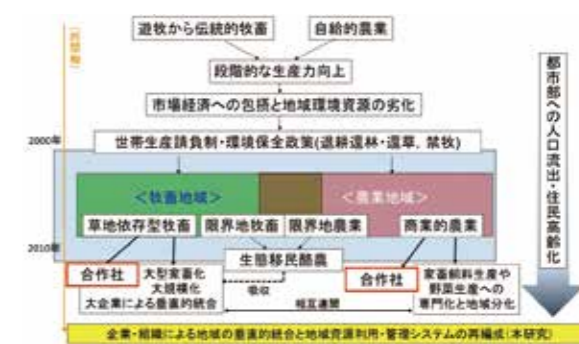 遊牧から伝統的牧畜
自給的農業
段階的な生産力向上
市場経済への包摂と地域環境資源の劣化
2000年
世帯生産請負制・環境保全政策(退耕還林・還草, 禁牧)
<牧畜地域>
<農業地域>
草地依存型牧畜
限界地牧畜
限界地農業
商業的農業
2010年
生態移民酪農
合作社
大型家畜化
大規模化
大企業による垂直的統合
吸収
合作社
家畜飼料生産や
野菜生産への
専門化と地域分化
相互連関
企業・組織による地域の垂直的統合と地域資源利用・管理システムの再編成(本研究)
都市部への人口流出・住民高齢化